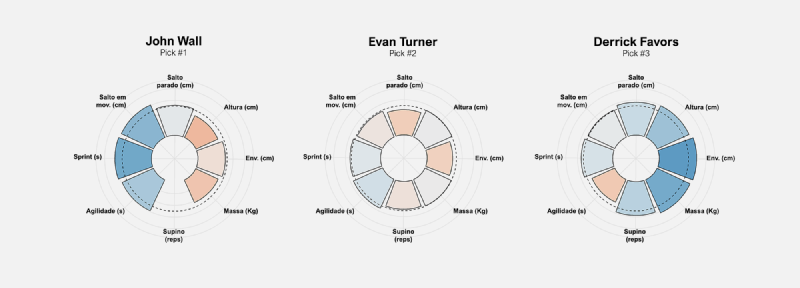 John Wall
Pick #1
Salto
parado (cm)
Salto em
mov. (cm)
Altura (cm)
Sprint (s)
Env. (cm)
Agilidade (s)
Massa (Kg)
Supino
(reps)
Evan Turner
Pick #2
Salto
parado (cm)
Salto em
mov. (cm)
Altura (cm)
Sprint (s)
Env. (cm)
Agilidade (s)
Massa (Kg)
Supino
(reps)
Derrick Favors
Pick #3
Salto
parado (cm)
Salto em
mov. (cm)
Altura (cm)
Sprint (s)
Env. (cm)
Agilidade (s)
Massa (Kg)
Supino
(reps)